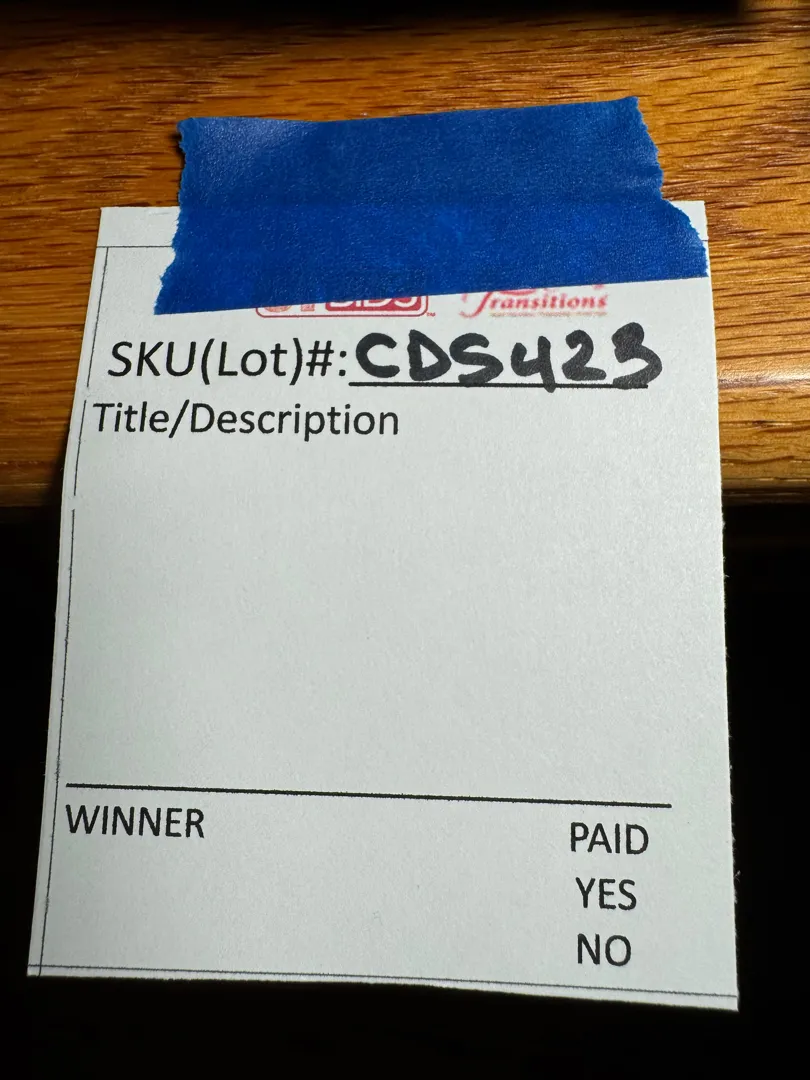 Transitions
SKU(Lot)#: CDS423
Title/Description
WINNER
PAID
YES
NO